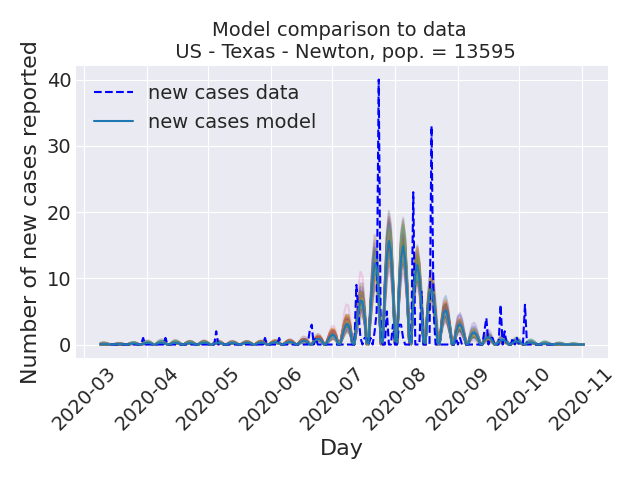 Model comparison to data
US - Texas - Newton, pop. = 13595
Number of new cases reported
40
30
20
10
0
new cases data
new cases model
2020-03
2020-04
2020-05
2020-06
2020-07
2020-08
2020-09
2020-10
2020-11
Day